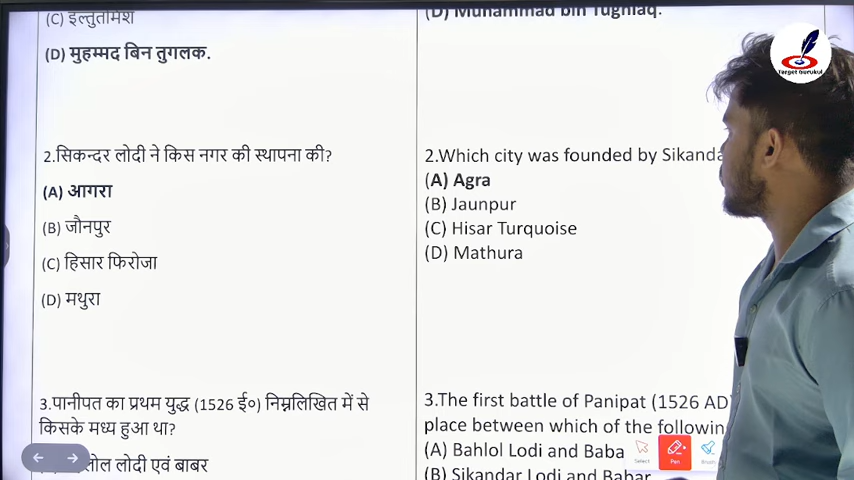 (C) इल्तुतमिश
(D) मुहम्मद बिन तुगलक.
2.सिकन्दर लोदी ने किस नगर की स्थापना की?
(A) आगरा
(B) जौनपुर
(C) हिसार फिरोजा
(D) मथुरा
3.पानीपत का प्रथम युद्ध (1526 ई०) निम्नलिखित में से
किसके मध्य हुआ था?
लोल लोदी एवं बाबर
(D) Muhammad bin Tughlaq.
2.Which city was founded by Sikanda
(A) Agra
(B) Jaunpur
(C) Hisar Turquoise
(D) Mathura
3.The first battle of Panipat (1526 AD)
place between which of the followin
(A) Bahlol Lodi and Baba
(B) Sikandar Lodi and Babar
Target Gurukul
Select
Pen
Brush